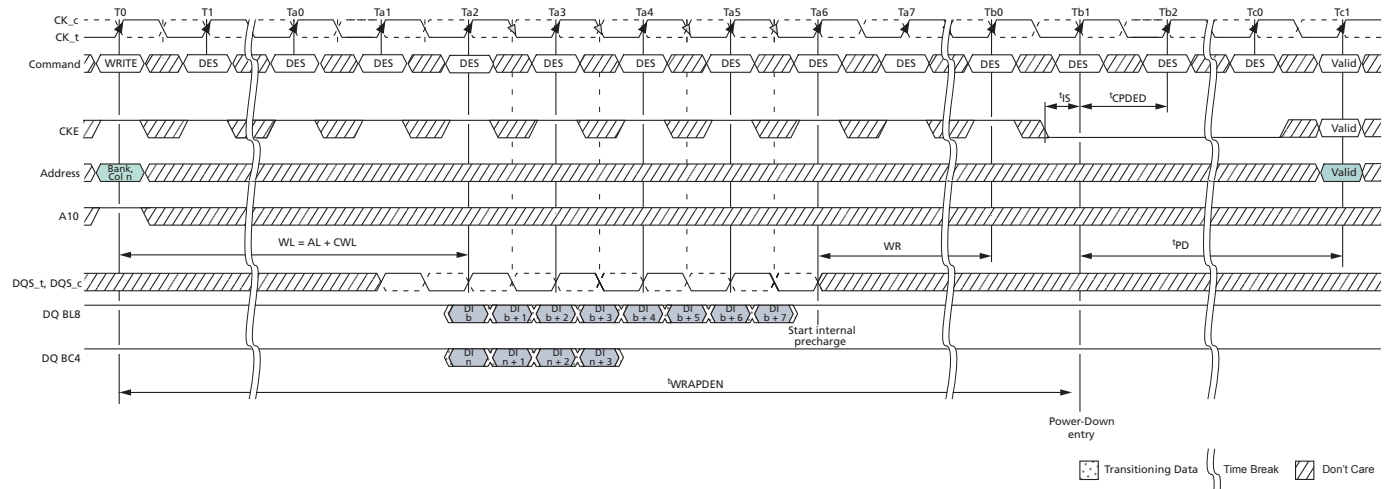 T0 T1 Ta0 Ta1 Ta2 Ta3 Ta4 Ta5 Ta6 Ta7 Tb0 Tb1 Tb2 Tc0 Tc1
CK_c
CK_t
Command WRITE DES DES DES DES DES DES DES DES DES DES DES DES DES Valid
tIS tCPDED
CKE Valid
Address Bank, Valid
Col n
A10
WL = AL + CWL WR tPD
DQS_t, DQS_c
DQ BL8 DI DI DI DI DI DI DI DI
b b + 1 b + 2 b + 3 b + 4 b + 5 b + 6 b + 7
Start internal
precharge
DQ BC4 DI DI DI DI
n n + 1 n + 2 n + 3
tWRAPDEN
Power-Down
entry
Transitioning Data Time Break Don't Care